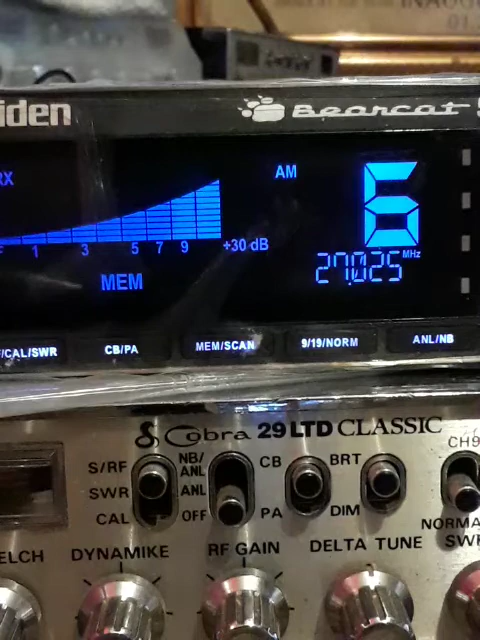 INAUGU
01.
iden BEARCAT
RX AM 6
1 3 5 7 9 +30 dB 27.025 MHz
MEM
/CAL/SWR CB/PA MEM/SCAN 9/19/NORM ANL/NB
Cobra 29 LTD CLASSIC
S/RF NB/ANL CB BRT CH9
SWR ANL
CAL OFF PA DIM NORMA
SWR
ELCH DYNAMIKE RF GAIN DELTA TUNE